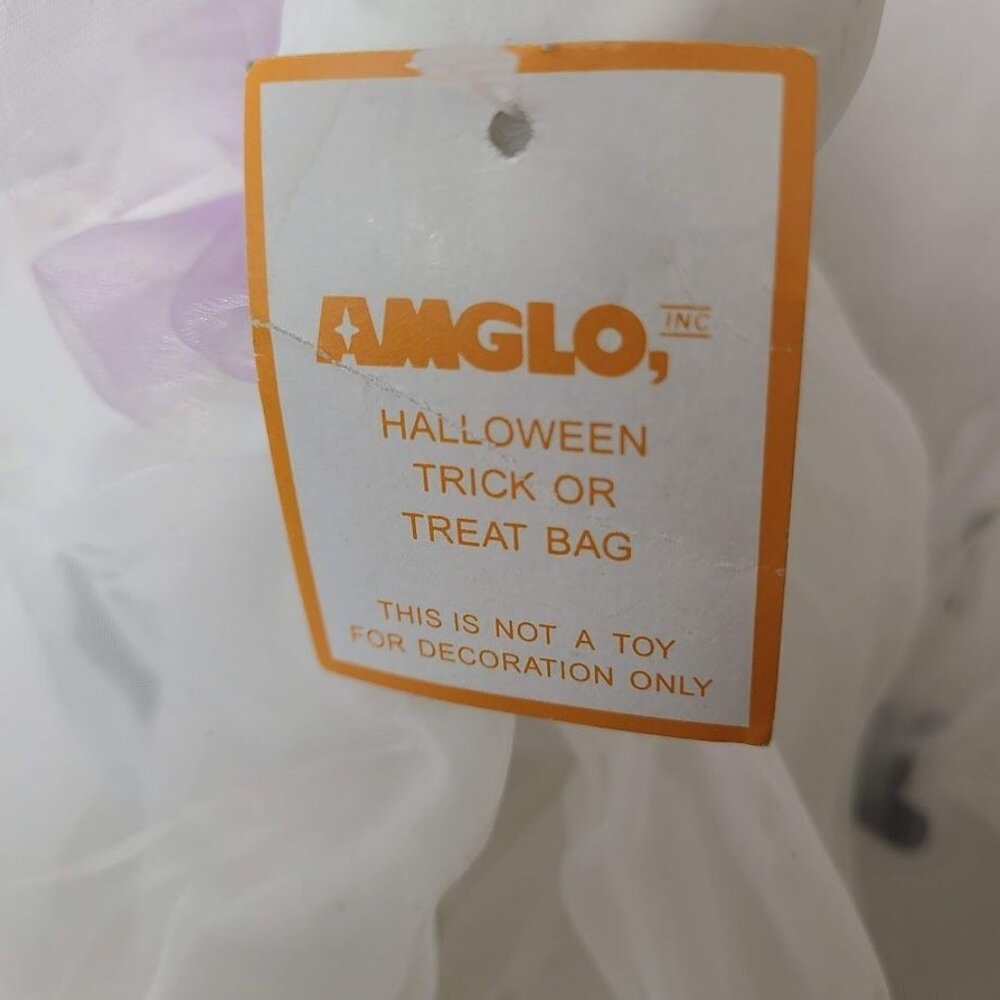 AMGLO, INC
HALLOWEEN
TRICK OR
TREAT BAG
THIS IS NOT A TOY
FOR DECORATION ONLY